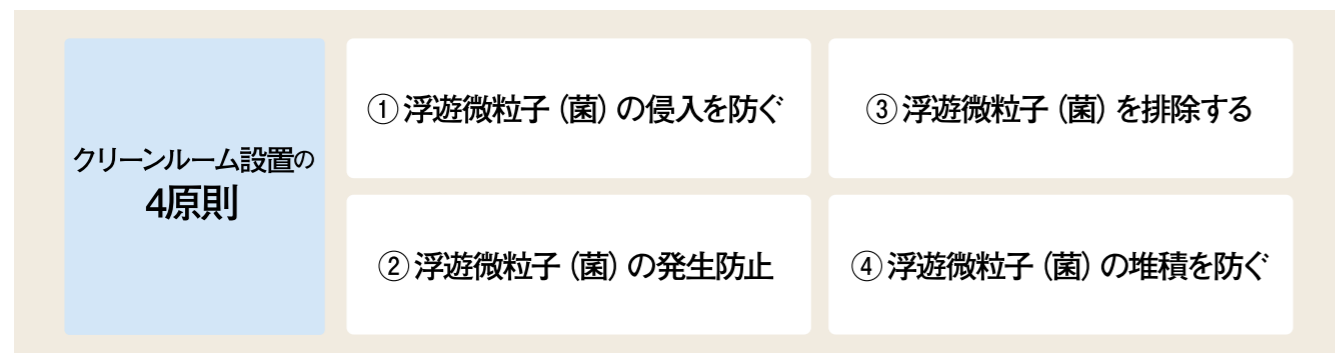 クリーンルーム設置の
4原則
①浮遊微粒子(菌)の侵入を防ぐ
②浮遊微粒子(菌)の発生防止
③浮遊微粒子(菌)を排除する
④浮遊微粒子(菌)の堆積を防ぐ